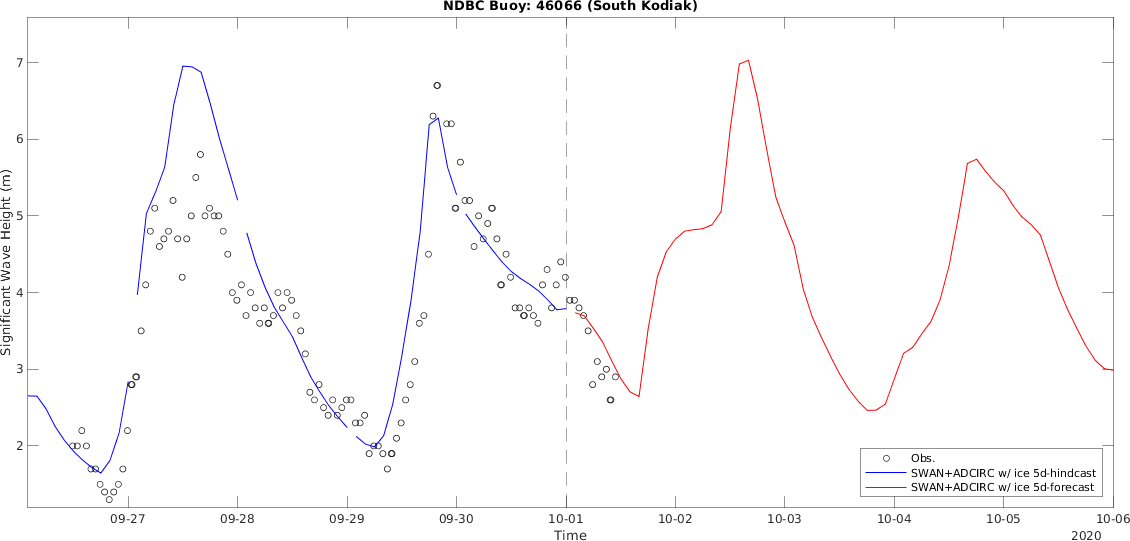 NDBC Buoy: 46066 (South Kodiak)
Significant Wave Height (m)
7
6
5
4
3
2
Obs.
SWAN+ADCIRC w/ ice 5d-hindcast
SWAN+ADCIRC w/ ice 5d-forecast
09-27 09-28 09-29 09-30 10-01 10-02 10-03 10-04 10-05 10-06
Time
2020